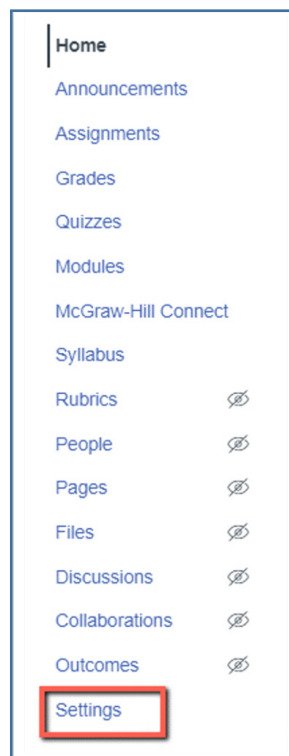 Home
Announcements
Assignments
Grades
Quizzes
Modules
McGraw-Hill Connect
Syllabus
Rubrics
People
Pages
Files
Discussions
Collaborations
Outcomes
Settings